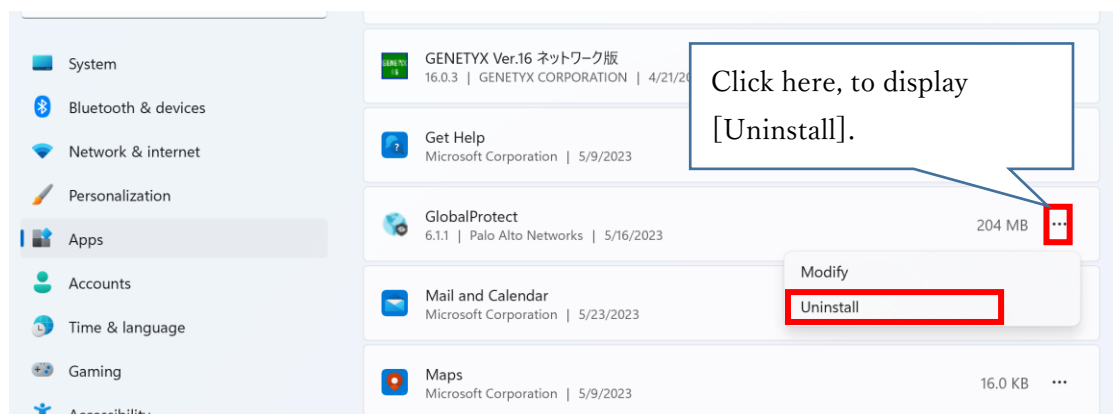 System
Bluetooth & devices
Network & internet
Personalization
Apps
Accounts
Time & language
Gaming
Accessibility
GENETYX Ver.16 ネットワーク版
16.0.3 | GENETYX CORPORATION | 4/21/20
Get Help
Microsoft Corporation | 5/9/2023
GlobalProtect
6.1.1 | Palo Alto Networks | 5/16/2023
204 MB
Click here, to display
[Uninstall].
Modify
Uninstall
Mail and Calendar
Microsoft Corporation | 5/23/2023
Maps
Microsoft Corporation | 5/9/2023
16.0 KB